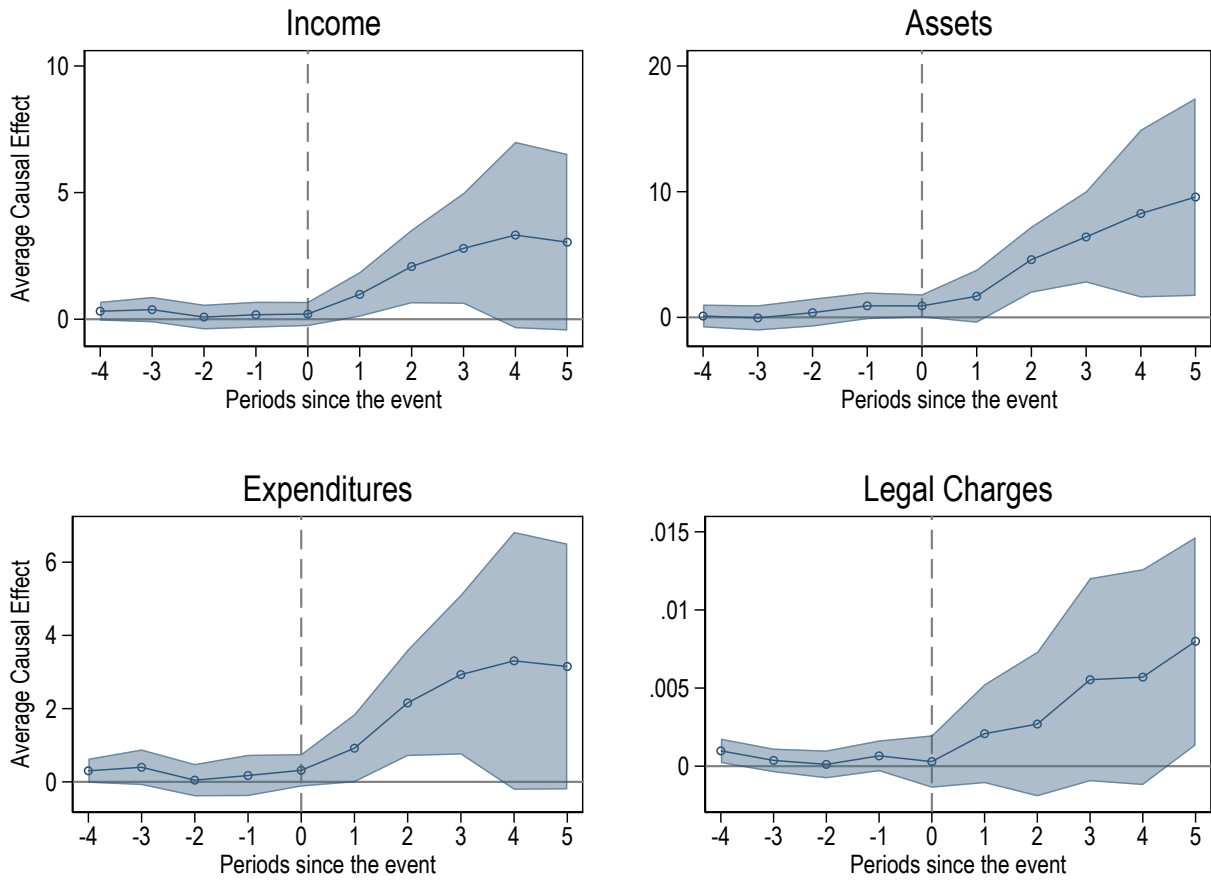 Income
Average Causal Effect
10
5
0
-4 -3 -2 -1 0 1 2 3 4 5
Periods since the event
Assets
20
10
0
-4 -3 -2 -1 0 1 2 3 4 5
Periods since the event
Expenditures
Average Causal Effect
6
4
2
0
-4 -3 -2 -1 0 1 2 3 4 5
Periods since the event
Legal Charges
.015
.01
.005
0
-4 -3 -2 -1 0 1 2 3 4 5
Periods since the event